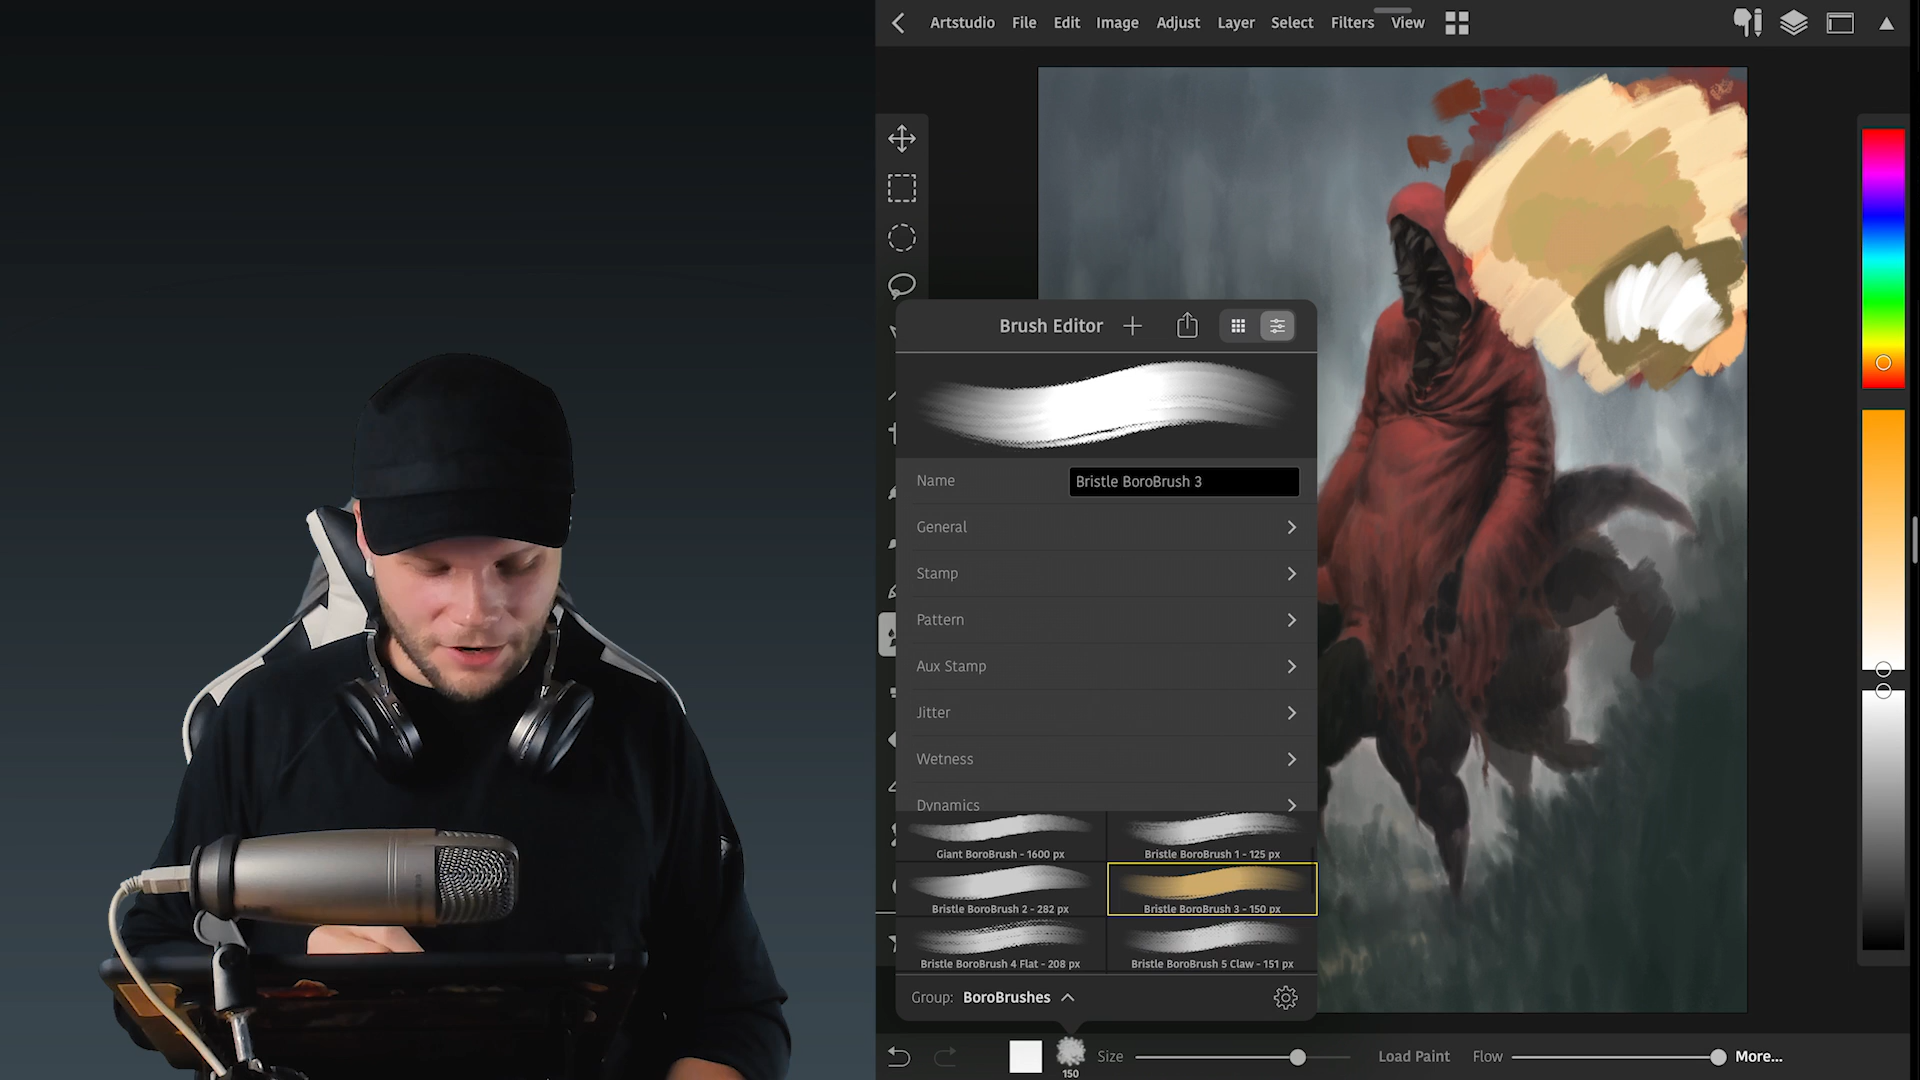 Artstudio File Edit Image Adjust Layer Select Filters View
Brush Editor
Name Bristle BoroBrush 3
General
Stamp
Pattern
Aux Stamp
Jitter
Wetness
Dynamics
Giant BoroBrush - 1600 px Bristle BoroBrush 1 - 125 px
Bristle BoroBrush 2 - 282 px Bristle BoroBrush 3 - 150 px
Bristle BoroBrush 4 Flat - 208 px Bristle BoroBrush 5 Claw - 151 px
Group: BoroBrushes
150 Size Load Paint Flow More...